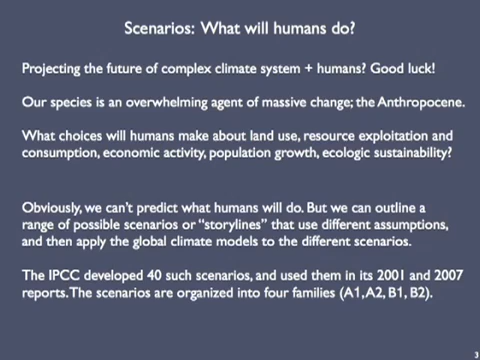 Scenarios: What will humans do?
Projecting the future of complex climate system + humans? Good luck!
Our species is an overwhelming agent of massive change; the Anthropocene.
What choices will humans make about land use, resource exploitation and
consumption, economic activity, population growth, ecologic sustainability?
Obviously, we can't predict what humans will do. But we can outline a
range of possible scenarios or "storylines" that use different assumptions,
and then apply the global climate models to the different scenarios.
The IPCC developed 40 such scenarios, and used them in its 2001 and 2007
reports. The scenarios are organized into four families (A1, A2, B1, B2).
3